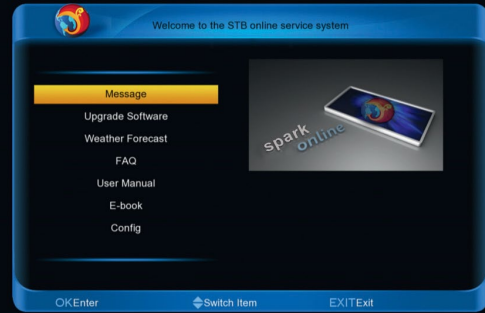 Welcome to the STB online service system
Message
Upgrade Software
Weather Forecast
FAQ
User Manual
E-book
Config
spark
online
OKEnter
Switch Item
EXITExit